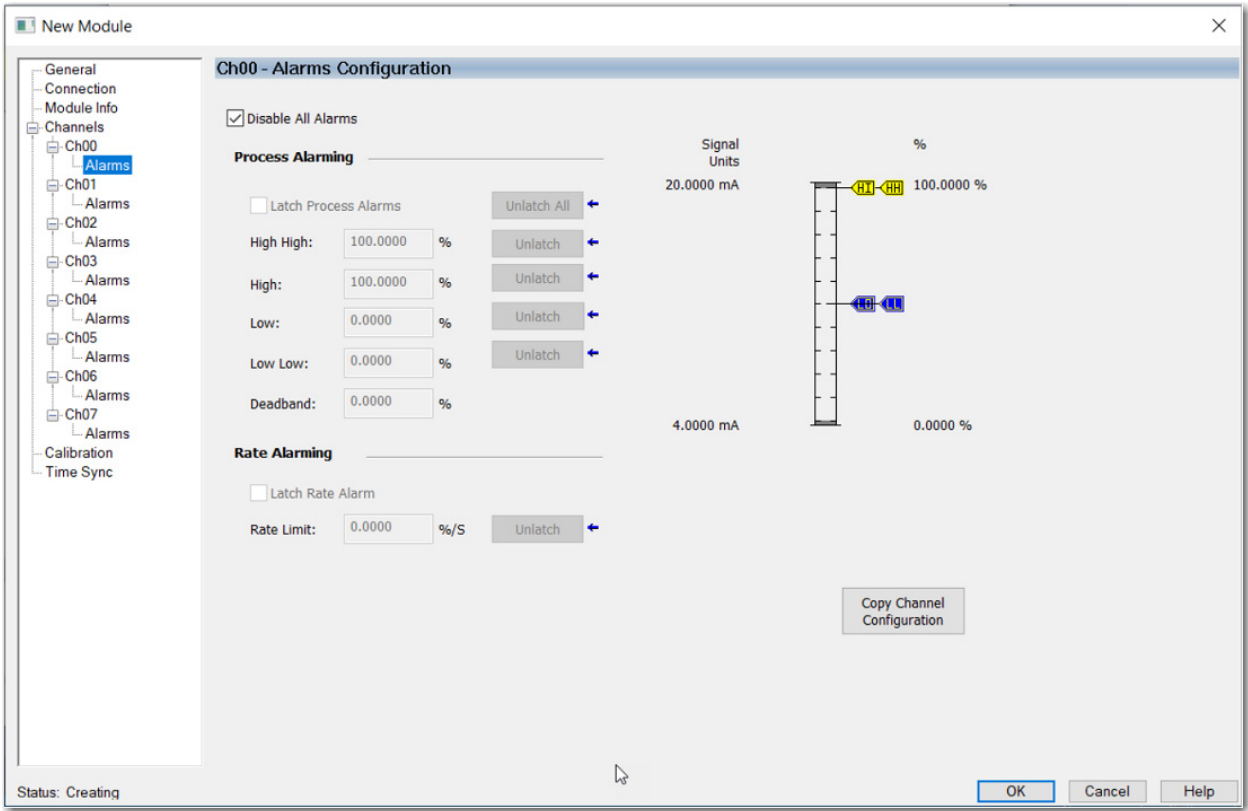 New Module
General
Connection
Module Info
Channels
Ch00
Alarms
Ch01
Alarms
Ch02
Alarms
Ch03
Alarms
Ch04
Alarms
Ch05
Alarms
Ch06
Alarms
Ch07
Alarms
Calibration
Time Sync
Ch00 - Alarms Configuration
Disable All Alarms
Process Alarming
Latch Process Alarms Unlatch All
High High: 100.0000 % Unlatch
High: 100.0000 % Unlatch
Low: 0.0000 % Unlatch
Low Low: 0.0000 % Unlatch
Deadband: 0.0000 %
Rate Alarming
Latch Rate Alarm
Rate Limit: 0.0000 %/S Unlatch
Signal
Units
%
20.0000 mA HI HH 100.0000 %
LO LL
4.0000 mA 0.0000 %
Copy Channel
Configuration
Status: Creating
OK Cancel Help